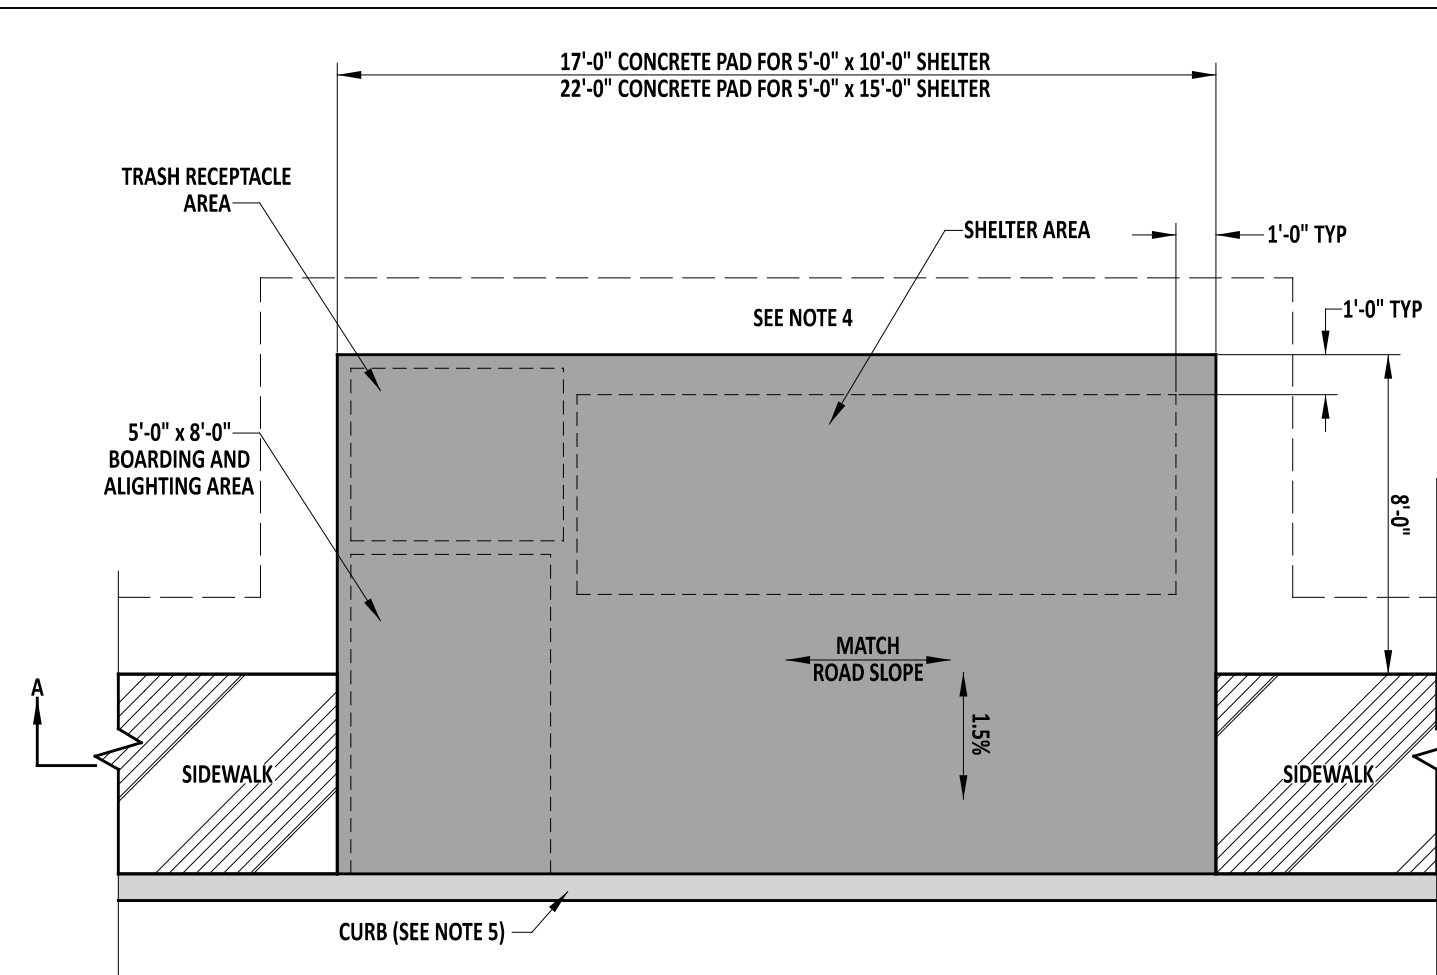 17'-0" CONCRETE PAD FOR 5'-0" x 10'-0" SHELTER
22'-0" CONCRETE PAD FOR 5'-0" x 15'-0" SHELTER
TRASH RECEPTACLE
AREA
SHELTER AREA
1'-0" TYP
SEE NOTE 4
1'-0" TYP
5'-0" x 8'-0"
BOARDING AND
ALIGHTING AREA
8'-0"
MATCH
ROAD SLOPE
A
1.5%
SIDEWALK
SIDEWALK
CURB (SEE NOTE 5)